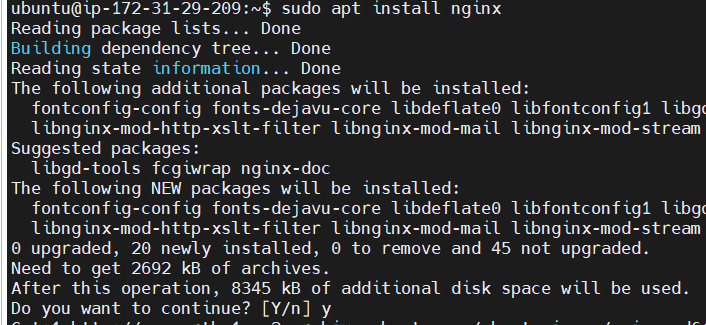 ubuntu@ip-172-31-29-209:~$ sudo apt install nginx
Reading package lists... Done
Building dependency tree... Done
Reading state information... Done
The following additional packages will be installed:
  fontconfig-config fonts-dejavu-core libdeflate0 libfontconfig1 libgd
  libnginx-mod-http-xslt-filter libnginx-mod-mail libnginx-mod-stream
Suggested packages:
  libgd-tools fcgiwrap nginx-doc
The following NEW packages will be installed:
  fontconfig-config fonts-dejavu-core libdeflate0 libfontconfig1 libgd
  libnginx-mod-http-xslt-filter libnginx-mod-mail libnginx-mod-stream
0 upgraded, 20 newly installed, 0 to remove and 45 not upgraded.
Need to get 2692 kB of archives.
After this operation, 8345 kB of additional disk space will be used.
Do you want to continue? [Y/n] y